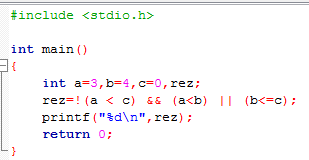 #include <stdio.h>
int main()
{
int a=3,b=4,c=0,rez;
rez=!(a < c) && (a<b) || (b<=c);
printf("%d\n",rez);
return 0;
}